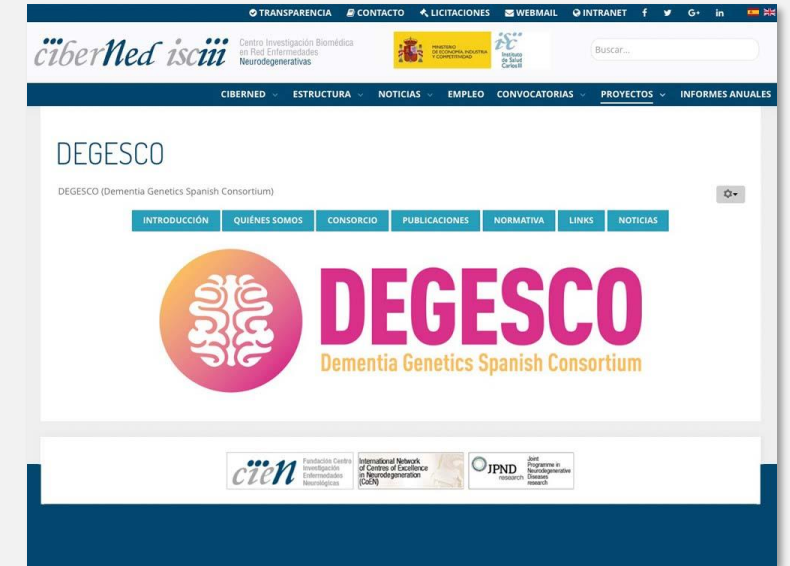 TRANSPARENCIA CONTACTO LICITACIONES WEBMAIL INTRANET f G+ in
ciberNed isciii
Centro Investigación Biomédica
en Red Enfermedades
Neurodegenerativas
MINISTERIO
DE ECONOMÍA, INDUSTRIA
Y COMPETITIVIDAD
Instituto
de Salud
Carlos III
Buscar...
CIBERNED ESTRUCTURA NOTICIAS EMPLEO CONVOCATORIAS PROYECTOS INFORMES ANUALES
DEGESCO
DEGESCO (Dementia Genetics Spanish Consortium)
INTRODUCCIÓN QUIÉNES SOMOS CONSORCIO PUBLICACIONES NORMATIVA LINKS NOTICIAS
DEGESCO
Dementia Genetics Spanish Consortium
cien
Fundación Centro
Investigación
Enfermedades
Neurológicas
International Network
of Centres of Excellence
in Neurodegeneration
(CoEN)
JPND
research
Joint
Programme in
Neurodegenerative
Diseases
research